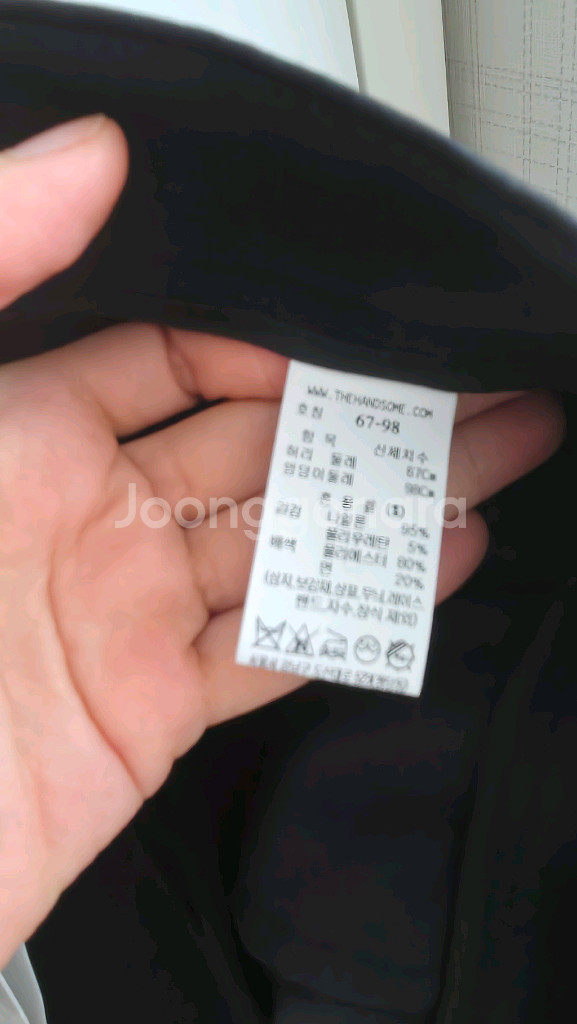 WWW.THEHANDSOME.COM
호칭 67-98
항 목 신체치수
허리 둘레 67Cm
엉덩이둘레 98Cm
혼 용 률 (1)
겉감 나일론 95%
폴리우레탄 5%
배색 폴리에스터 80%
면 20%
(심지,보강재,상표,무늬,레이스
밴드,자수,장식 제외)
Joonggonara